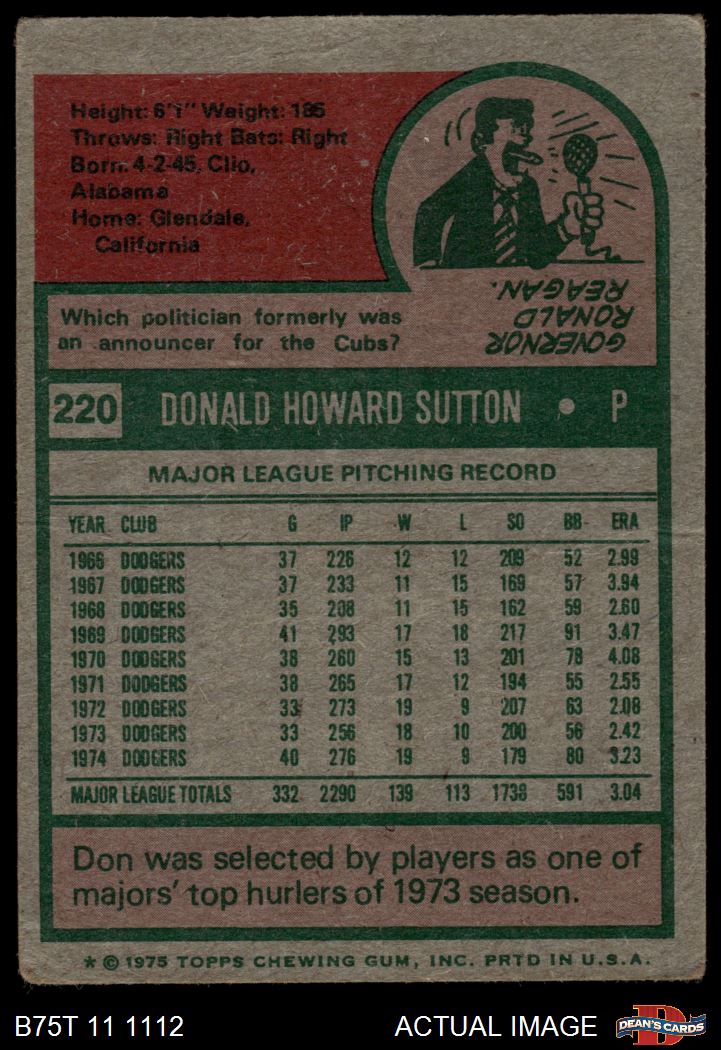 Height: 6'1" Weight: 185
Throws: Right Bats: Right
Born: 4-2-45, Clio,
Alabama
Home: Glendale,
California
Which politician formerly was
an announcer for the Cubs?
GOVERNOR
RONALD
REAGAN.
220 DONALD HOWARD SUTTON • P
MAJOR LEAGUE PITCHING RECORD
YEAR CLUB G IP W L SO BB ERA
1966 DODGERS 37 226 12 12 209 52 2.99
1967 DODGERS 37 233 11 15 169 57 3.94
1968 DODGERS 35 208 11 15 162 59 2.60
1969 DODGERS 41 293 17 18 217 91 3.47
1970 DODGERS 38 260 15 13 201 78 4.08
1971 DODGERS 38 265 17 12 194 55 2.55
1972 DODGERS 33 273 19 9 207 63 2.08
1973 DODGERS 33 256 18 10 200 56 2.42
1974 DODGERS 40 276 19 9 179 80 3.23
MAJOR LEAGUE TOTALS 332 2290 139 113 1738 591 3.04
Don was selected by players as one of
majors' top hurlers of 1973 season.
* © 1975 TOPPS CHEWING GUM, INC. PRTD IN U.S.A.
B75T 11 1112 ACTUAL IMAGE DEAN'S CARDS